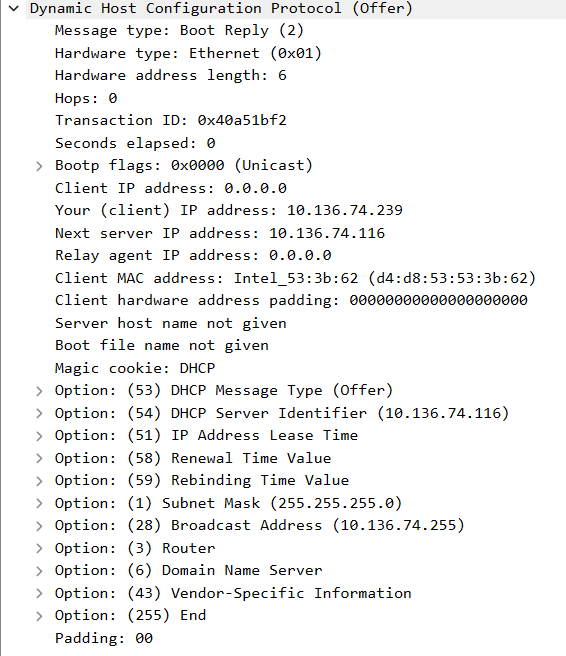 Dynamic Host Configuration Protocol (Offer)
Message type: Boot Reply (2)
Hardware type: Ethernet (0x01)
Hardware address length: 6
Hops: 0
Transaction ID: 0x40a51bf2
Seconds elapsed: 0
Bootp flags: 0x0000 (Unicast)
Client IP address: 0.0.0.0
Your (client) IP address: 10.136.74.239
Next server IP address: 10.136.74.116
Relay agent IP address: 0.0.0.0
Client MAC address: Intel_53:3b:62 (d4:d8:53:53:3b:62)
Client hardware address padding: 00000000000000000000
Server host name not given
Boot file name not given
Magic cookie: DHCP
Option: (53) DHCP Message Type (Offer)
Option: (54) DHCP Server Identifier (10.136.74.116)
Option: (51) IP Address Lease Time
Option: (58) Renewal Time Value
Option: (59) Rebinding Time Value
Option: (1) Subnet Mask (255.255.255.0)
Option: (28) Broadcast Address (10.136.74.255)
Option: (3) Router
Option: (6) Domain Name Server
Option: (43) Vendor-Specific Information
Option: (255) End
Padding: 00